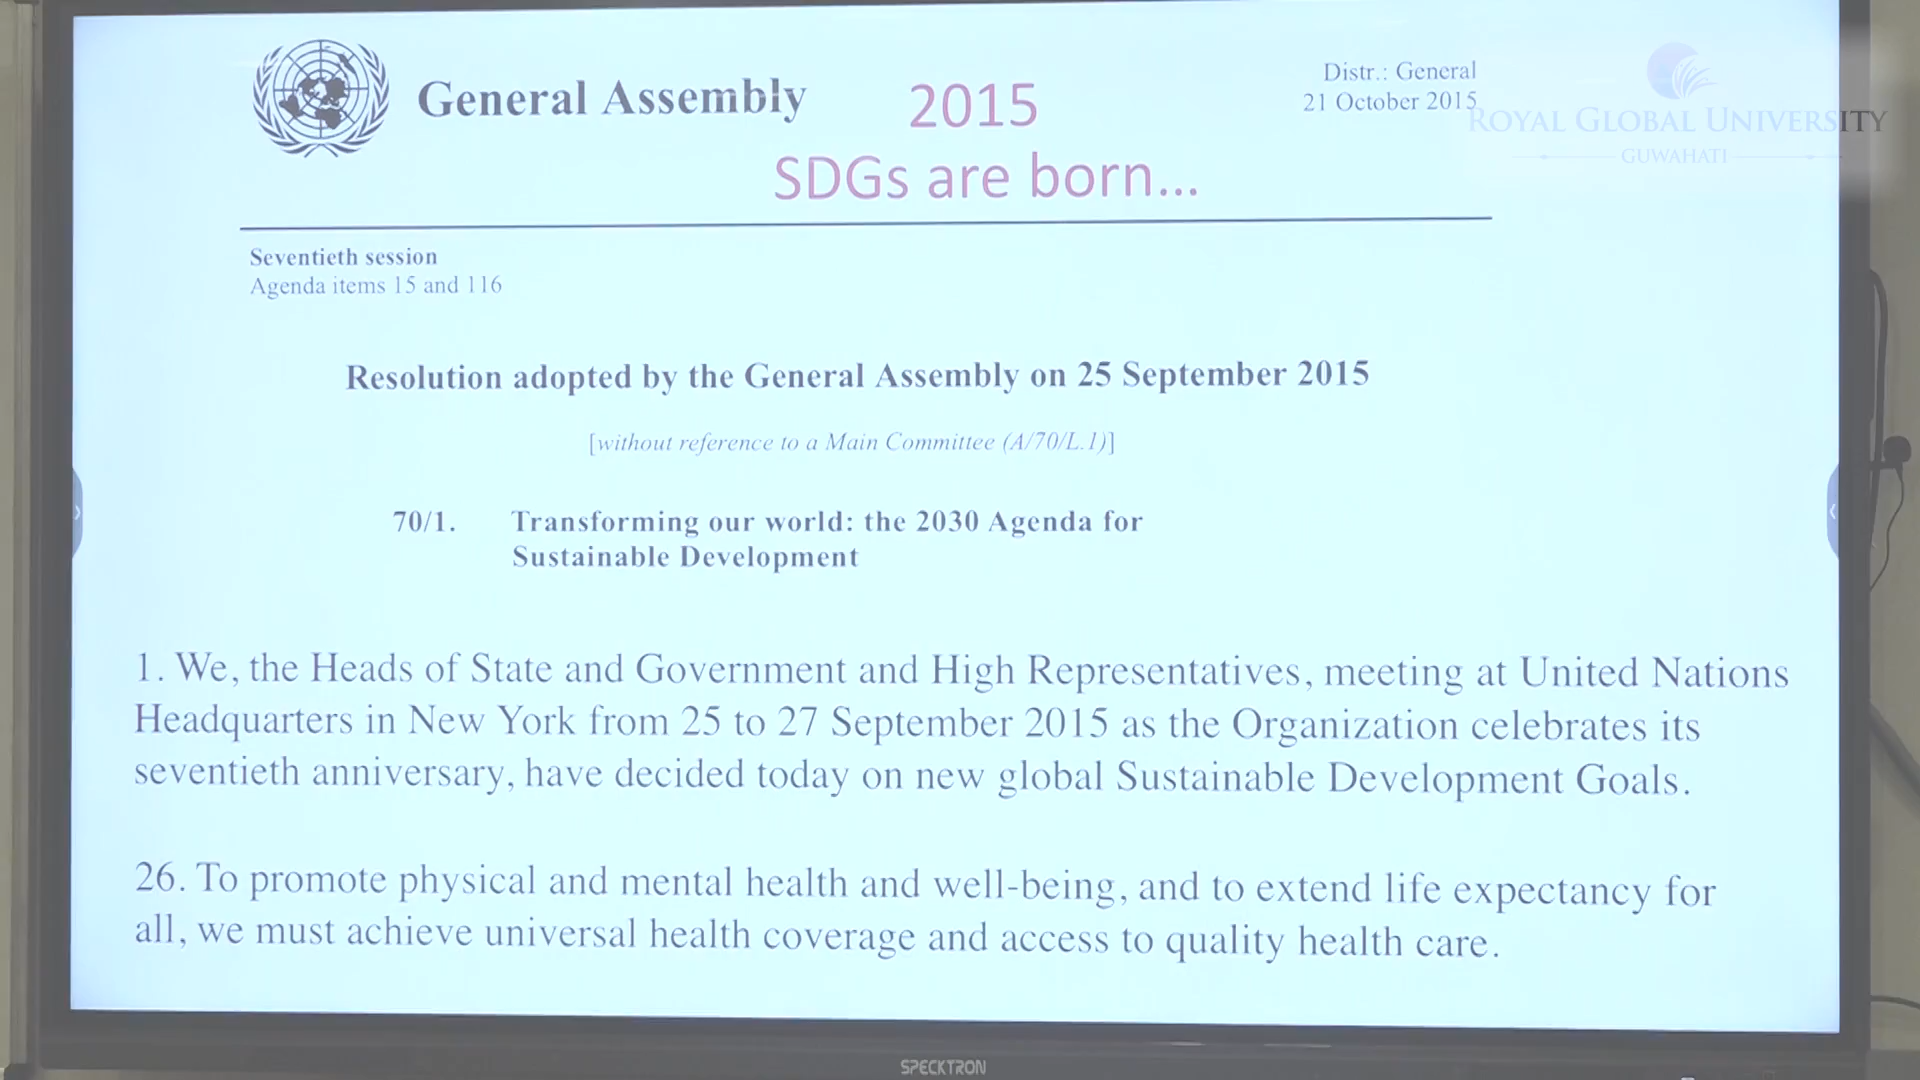 General Assembly
2015
SDGs are born...
Distr.: General
21 October 2015
ROYAL GLOBAL UNIVERSITY
GUWAHATI
Seventieth session
Agenda items 15 and 116
Resolution adopted by the General Assembly on 25 September 2015
[without reference to a Main Committee (A/70/L.1)]
70/1. Transforming our world: the 2030 Agenda for
Sustainable Development
1. We, the Heads of State and Government and High Representatives, meeting at United Nations
Headquarters in New York from 25 to 27 September 2015 as the Organization celebrates its
seventieth anniversary, have decided today on new global Sustainable Development Goals.
26. To promote physical and mental health and well-being, and to extend life expectancy for
all, we must achieve universal health coverage and access to quality health care.
SPECKTRON